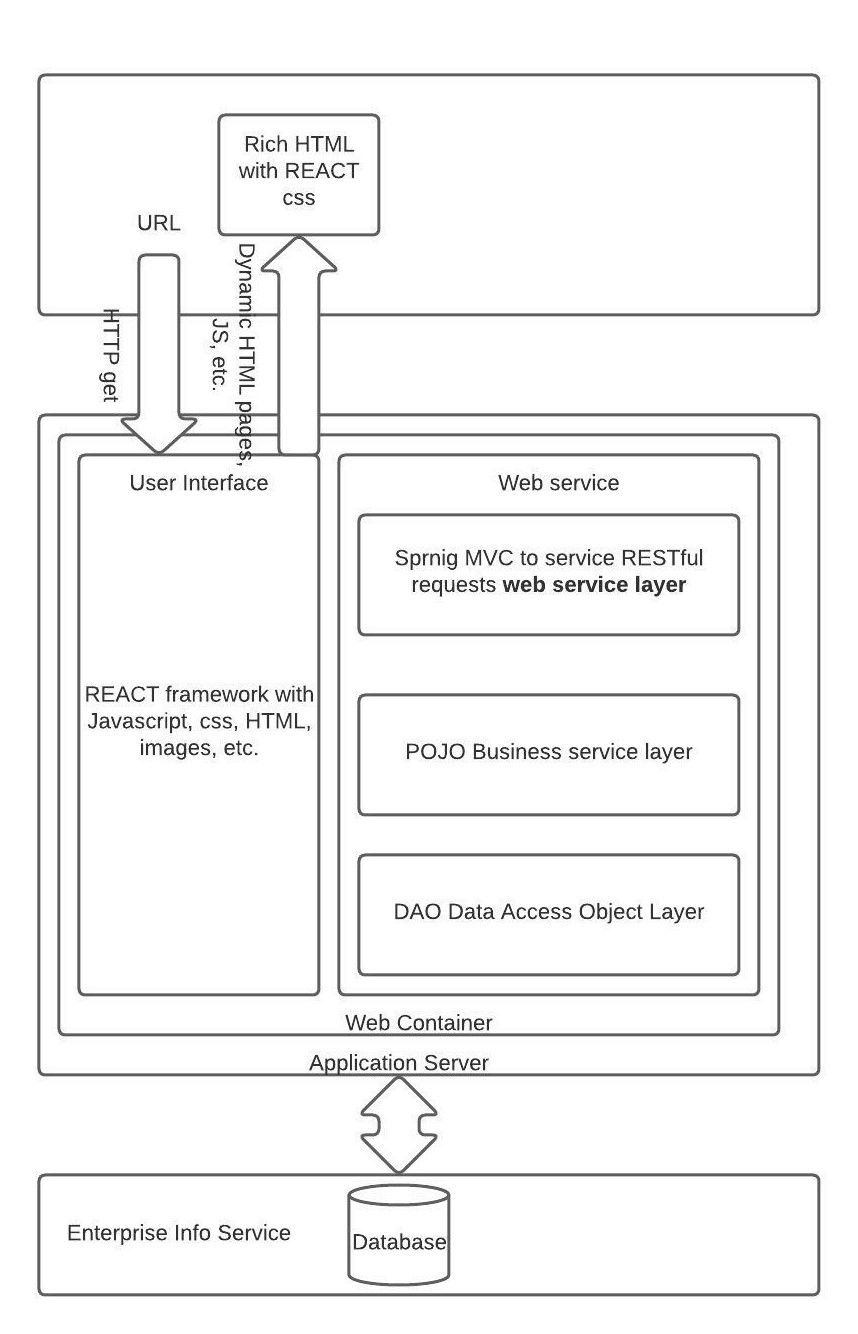 Rich HTML
with REACT
css
URL
HTTP get
Dynamic HTML pages,
JS, etc.
User Interface
REACT framework with
Javascript, css, HTML,
images, etc.
Web service
Sprnig MVC to service RESTful
requests web service layer
POJO Business service layer
DAO Data Access Object Layer
Web Container
Application Server
Enterprise Info Service
Database